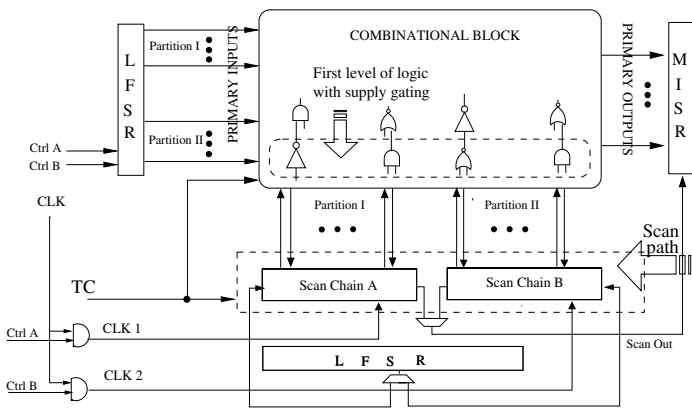 COMBINATIONAL BLOCK
L
F
S
R
Partition I
Partition II
PRIMARY INPUTS
First level of logic
with supply gating
PRIMARY OUTPUTS
M
I
S
R
Ctrl A
Ctrl B
CLK
Partition I
Partition II
Scan
path
TC
Scan Chain A
Scan Chain B
Ctrl A
CLK 1
Scan Out
L F S R
Ctrl B
CLK 2